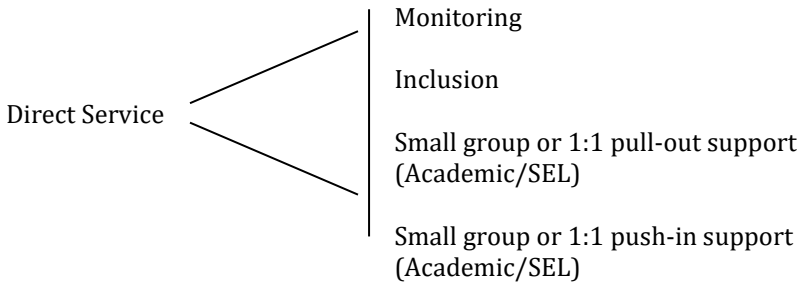 Monitoring
Inclusion
Direct Service
Small group or 1:1 pull-out support
(Academic/SEL)
Small group or 1:1 push-in support
(Academic/SEL)